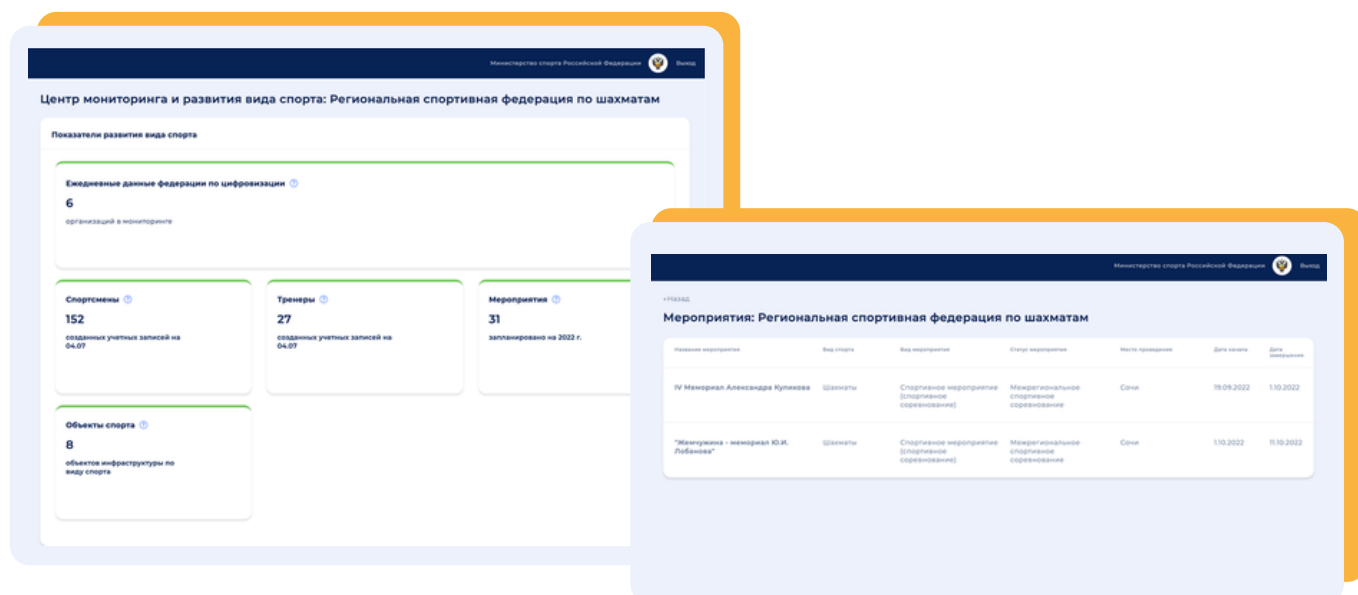 Министерство спорта Российской Федерации Выход
Центр мониторинга и развития вида спорта: Региональная спортивная федерация по шахматам
Показатели развития вида спорта
Ежедневные данные федерации по цифровизации ?
6
организаций в мониторинге
Спортсмены ?
152
созданных учетных записей на
04.07
Тренеры ?
27
созданных учетных записей на
04.07
Мероприятия ?
31
запланировано на 2022 г.
Объекты спорта ?
8
объектов инфраструктуры по
виду спорта
Министерство спорта Российской Федерации Выход
<Назад
Мероприятия: Региональная спортивная федерация по шахматам
Название мероприятия Вид спорта Вид мероприятия Статус мероприятия Место проведения Дата начала Дата
завершения
IV Мемориал Александра Куликова Шахматы Спортивное мероприятие Межрегиональное Сочи 19.09.2022 1.10.2022
(спортивное спортивное
соревнование) соревнование
"Жемчужина - мемориал Ю.И. Шахматы Спортивное мероприятие Межрегиональное Сочи 1.10.2022 11.10.2022
Лобанова" (спортивное спортивное
соревнование) соревнование